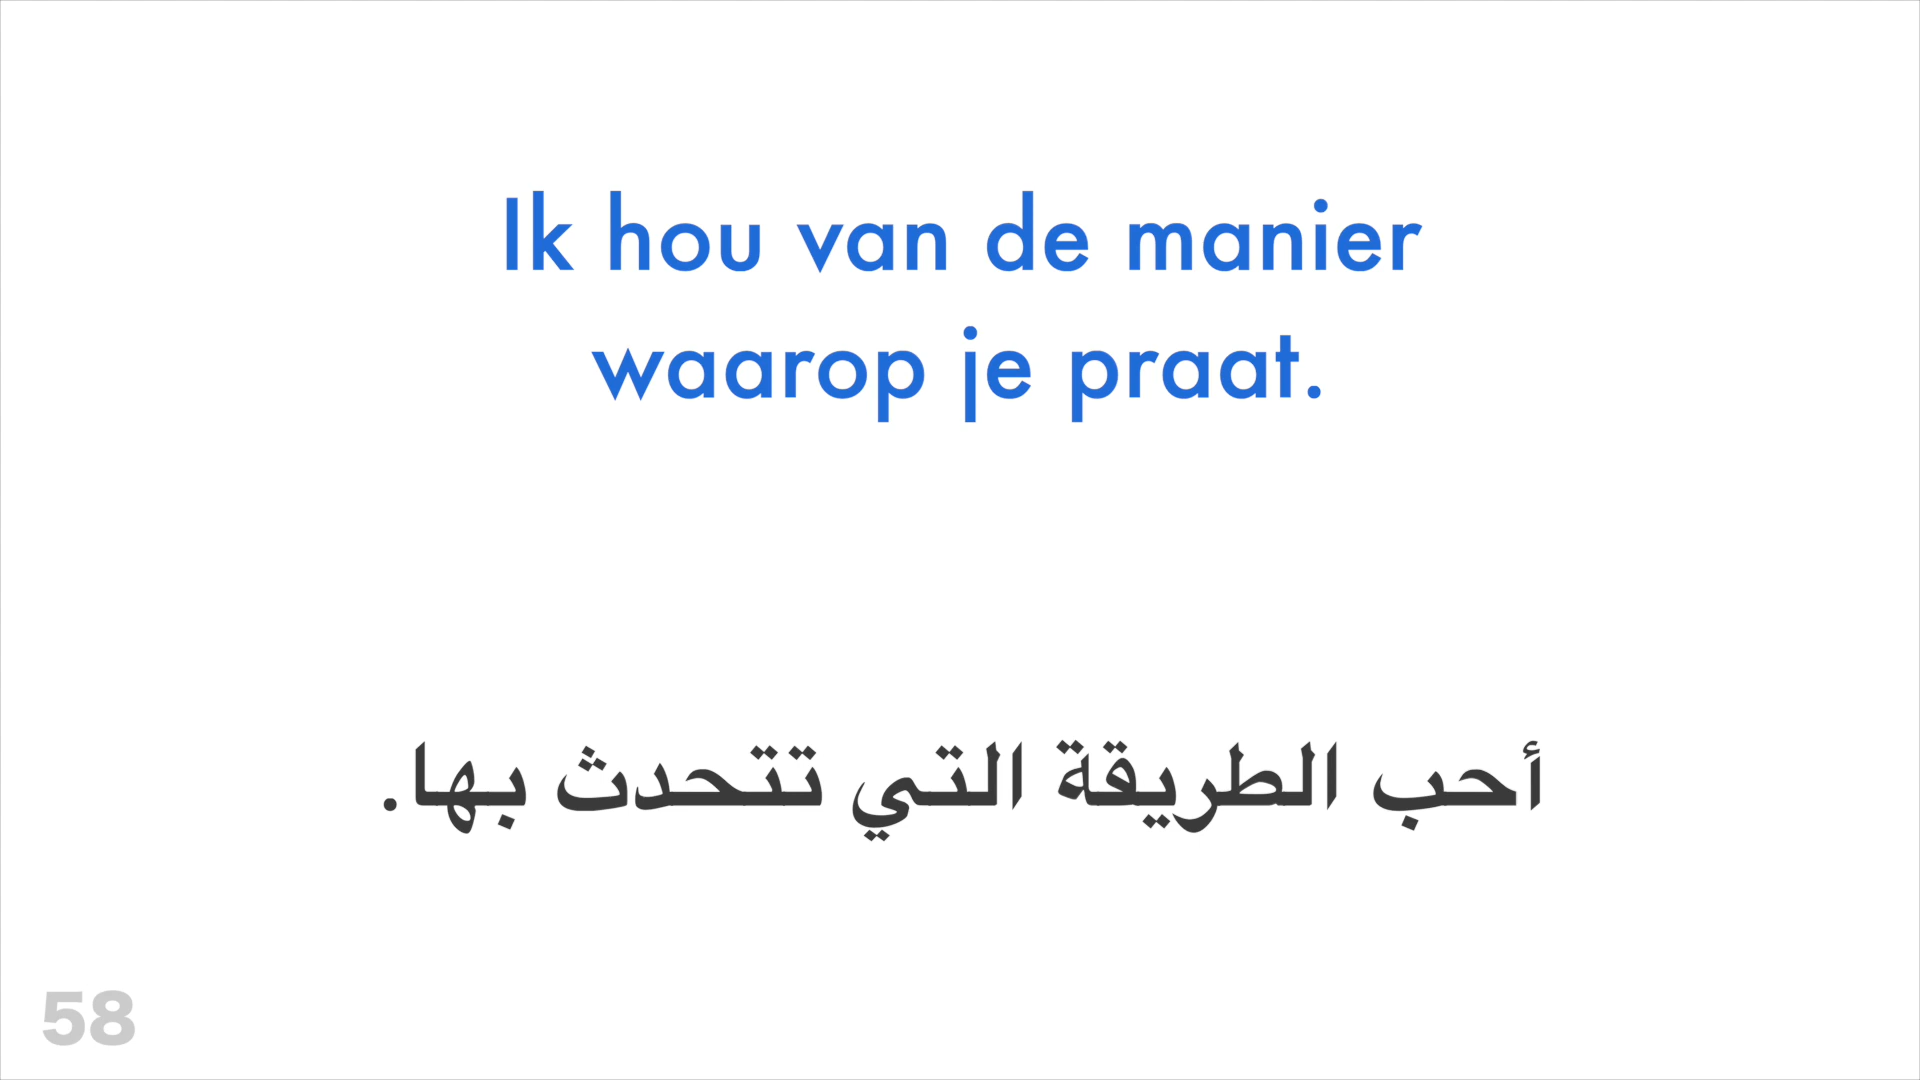 Ik hou van de manier
waarop je praat.
أحب الطريقة التي تتحدث بها.
58